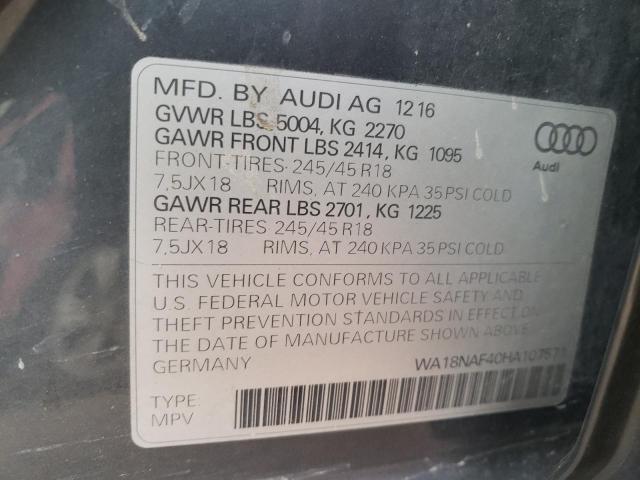 MFD. BY AUDI AG 12 16
GVWR LBS 5004, KG 2270
GAWR FRONT LBS 2414, KG 1095
FRONT-TIRES-245/45 R18
7,5JX18 RIMS, AT 240 KPA 35 PSI COLD
GAWR REAR LBS 2701, KG 1225
REAR-TIRES-245/45 R18
7,5JX18 RIMS, AT 240 KPA 35 PSI COLD
Audi
THIS VEHICLE CONFORMS TO ALL APPLICABLE
U.S. FEDERAL MOTOR VEHICLE SAFETY AND
THEFT PREVENTION STANDARDS IN EFFECT ON
THE DATE OF MANUFACTURE SHOWN ABOVE.
GERMANY WA18NAF40HA107571
TYPE:
MPV